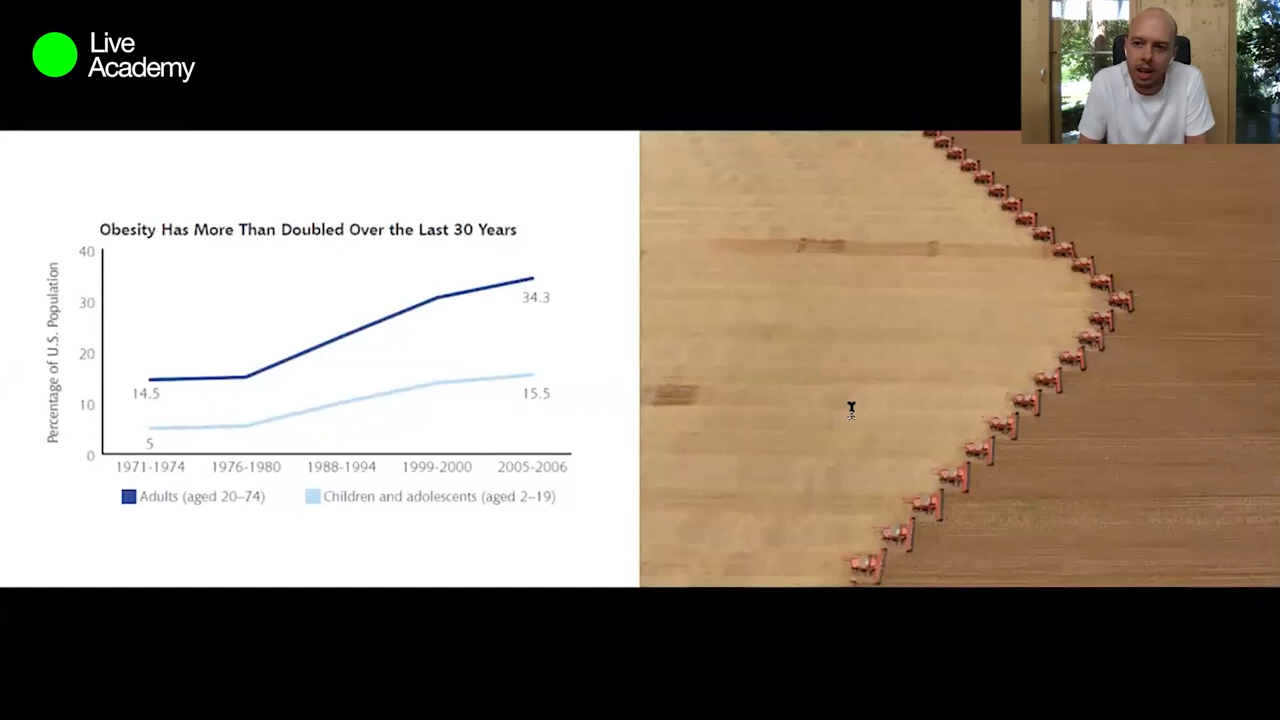 Live
Academy
Obesity Has More Than Doubled Over the Last 30 Years
Percentage of U.S. Population
40
30
20
10
0
34.3
14.5
15.5
5
1971-1974 1976-1980 1988-1994 1999-2000 2005-2006
Adults (aged 20–74) Children and adolescents (aged 2–19)